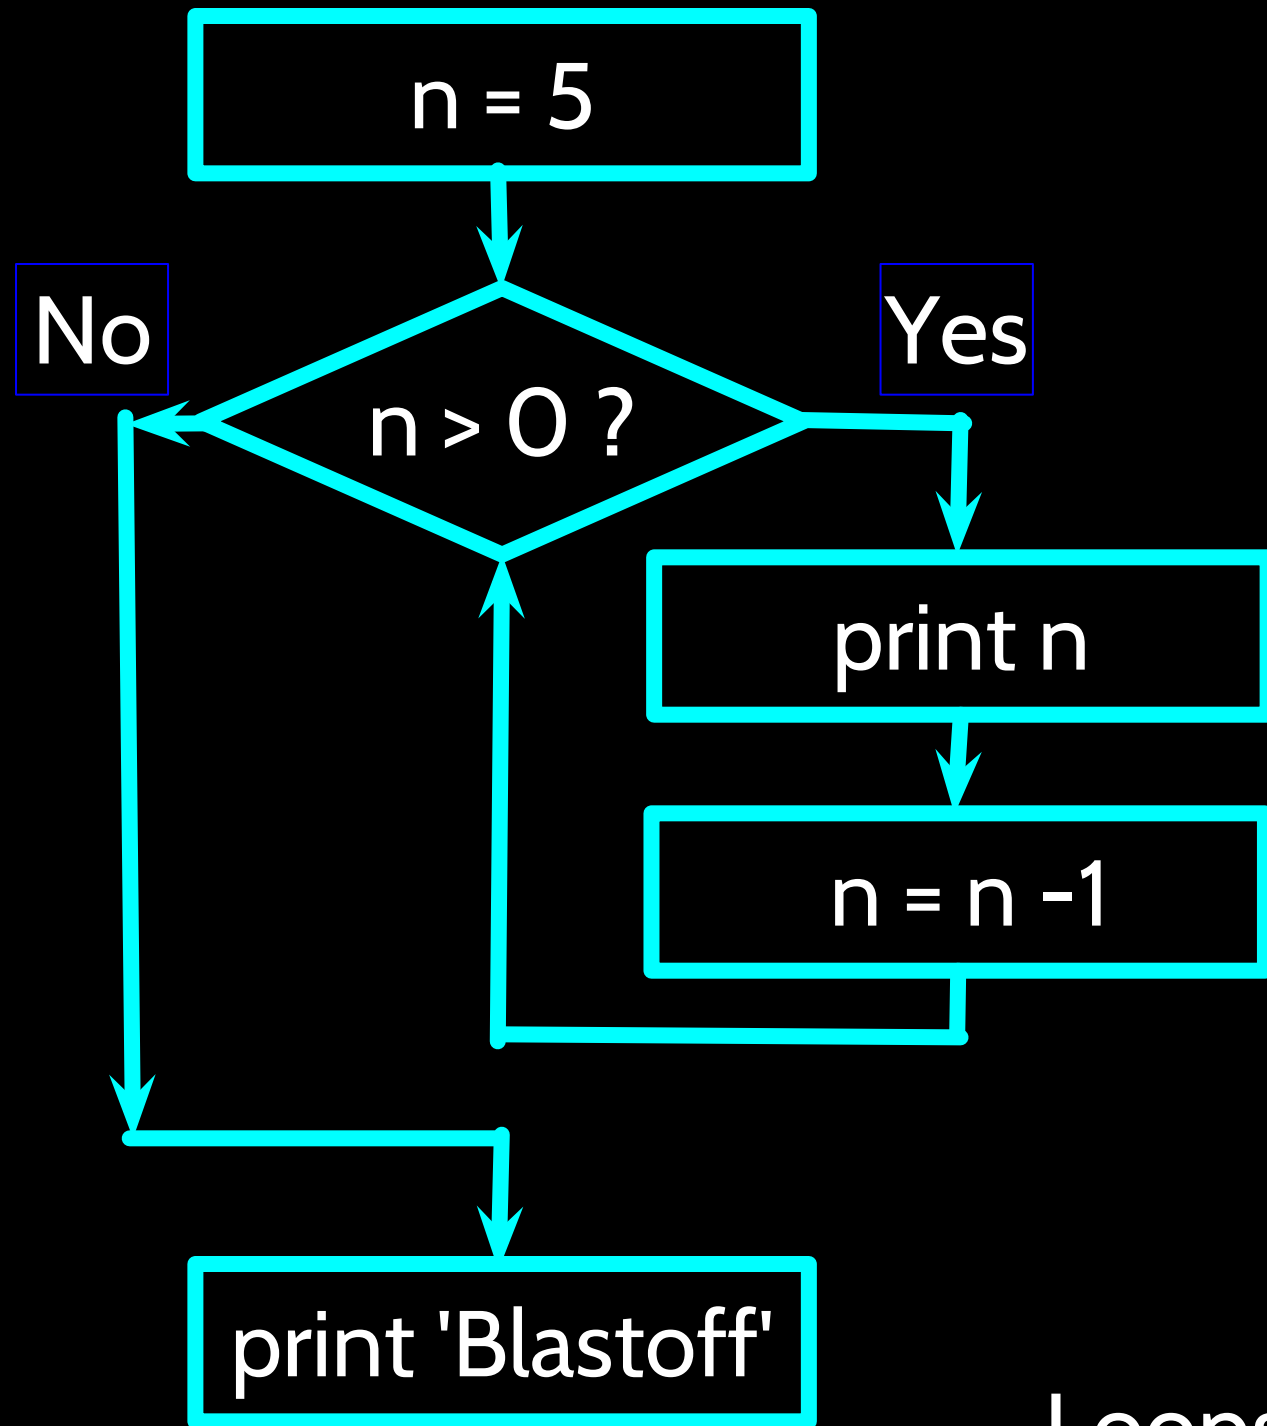 n = 5
No
Yes
n > 0 ?
print n
n = n -1
print 'Blastoff'